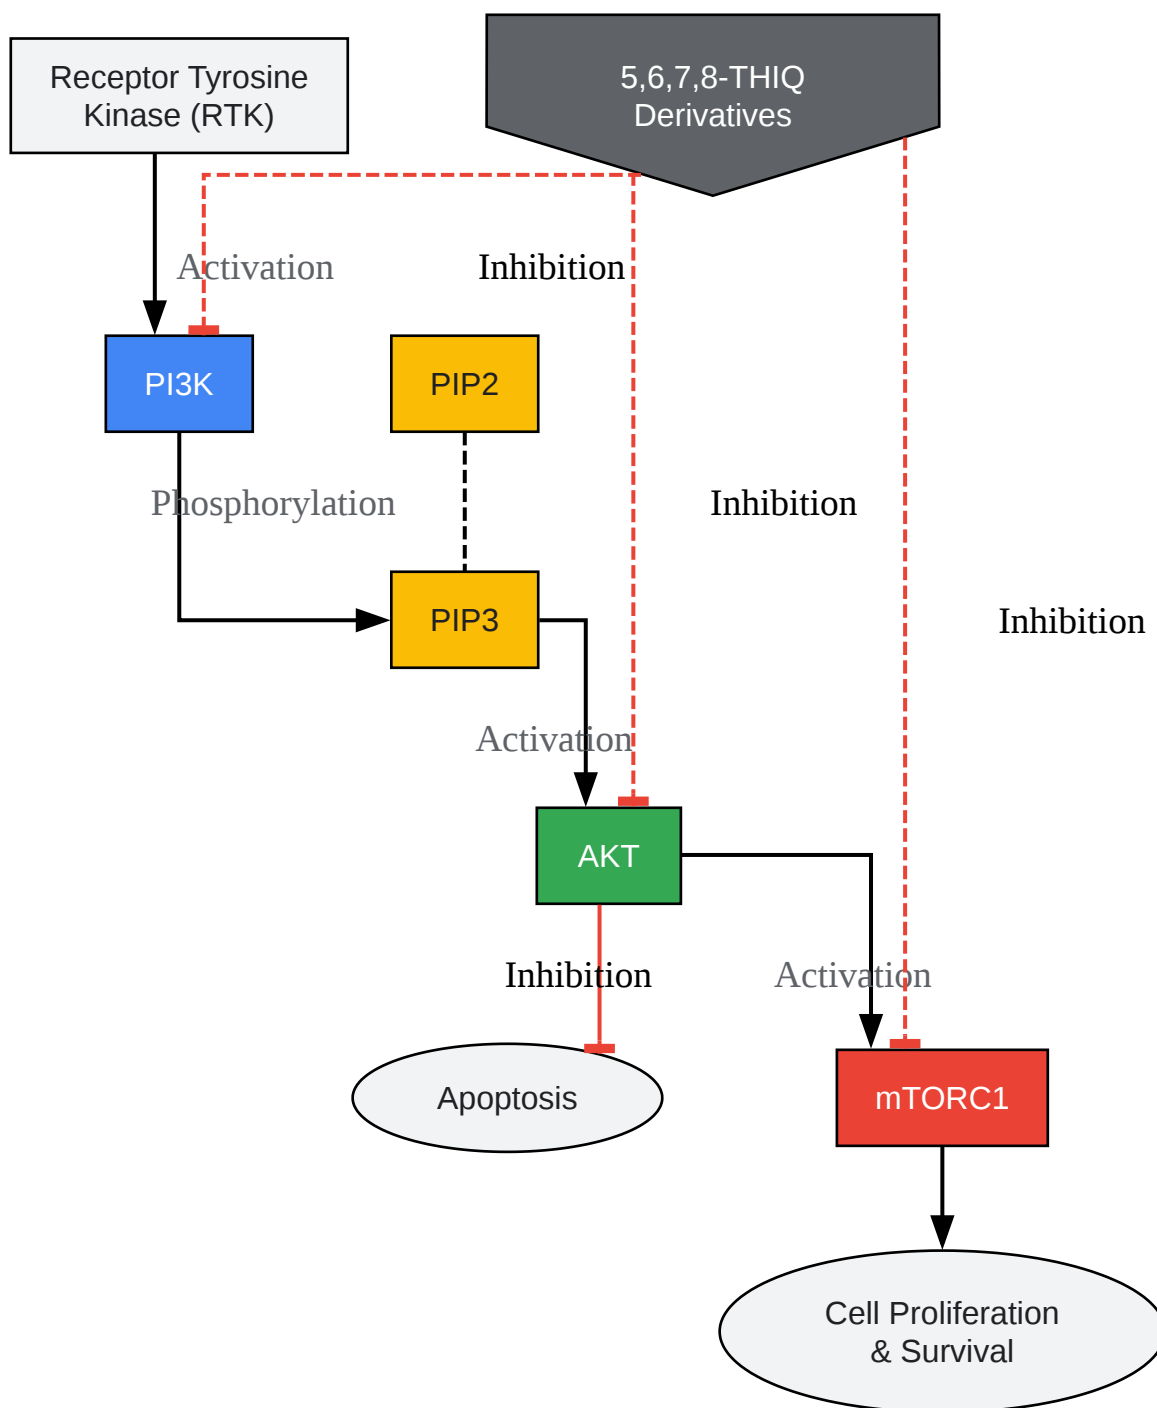 Receptor Tyrosine
Kinase (RTK)
5,6,7,8-THIQ
Derivatives
Activation
Inhibition
PI3K
PIP2
Phosphorylation
Inhibition
PIP3
Inhibition
Activation
AKT
Inhibition
Activation
Apoptosis
mTORC1
Cell Proliferation
& Survival